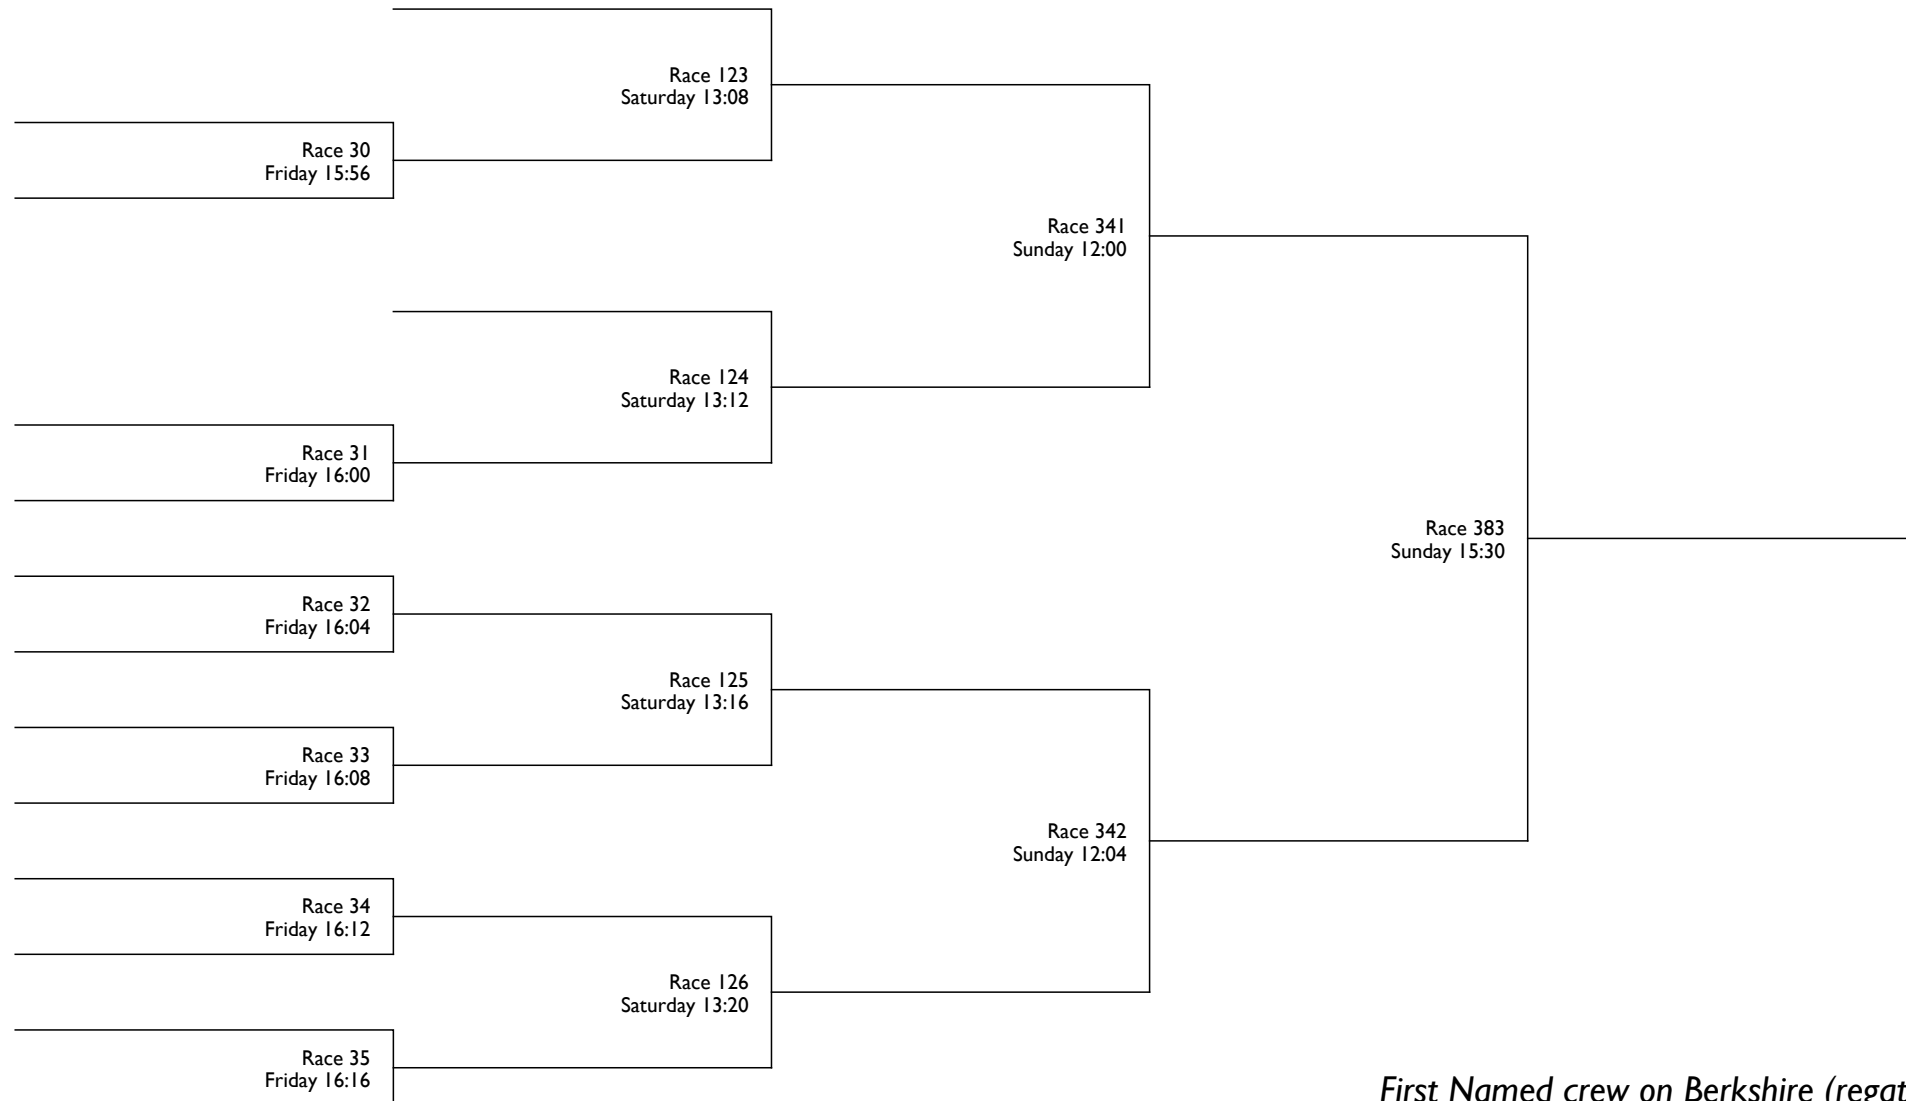 Race 123
Saturday 13:08
Race 30
Friday 15:56
Race 341
Sunday 12:00
Race 124
Saturday 13:12
Race 31
Friday 16:00
Race 383
Sunday 15:30
Race 32
Friday 16:04
Race 125
Saturday 13:16
Race 33
Friday 16:08
Race 342
Sunday 12:04
Race 34
Friday 16:12
Race 126
Saturday 13:20
Race 35
Friday 16:16
First Named crew on Berkshire (regat